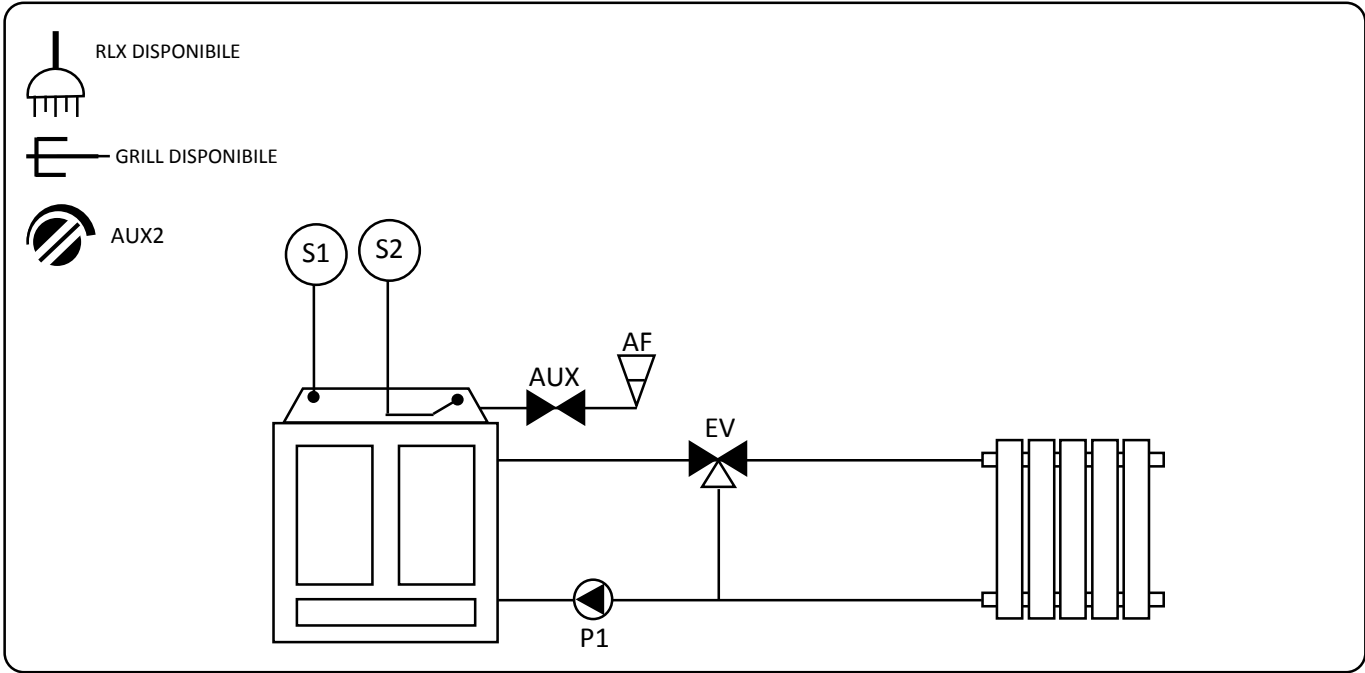 RLX DISPONIBILE
GRILL DISPONIBILE
AUX2
S1
S2
AF
AUX
EV
P1